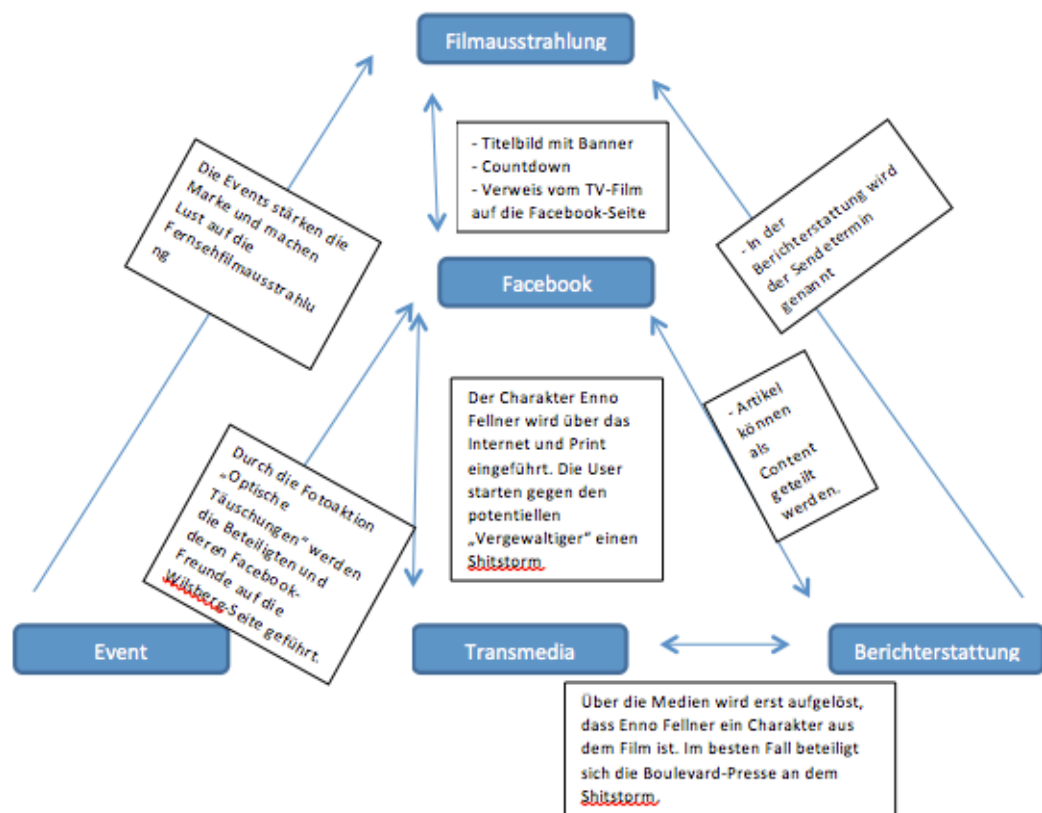 Filmausstrahlung
- Titelbild mit Banner
- Countdown
- Verweis vom TV-Film
auf die Facebook-Seite
Die Events stärken die
Marke und machen
Lust auf die
Fernsehfilmausstrahlu
ng
- In der
Berichterstattung wird
der Sendetermin
genannt
Facebook
Der Charakter Enno
Fellner wird über das
Internet und Print
eingeführt. Die User
starten gegen den
potentiellen
„Vergewaltiger“ einen
Shitstorm.
- Artikel
können
als
Content
geteilt
werden.
Durch die Fotoaktion
„Optische
Täuschungen“ werden
die Beteiligten und
deren Facebook-
Freunde auf die
Wilsberg-Seite geführt.
Event
Transmedia
Berichterstattung
Über die Medien wird erst aufgelöst,
dass Enno Fellner ein Charakter aus
dem Film ist. Im besten Fall beteiligt
sich die Boulevard-Presse an dem
Shitstorm.